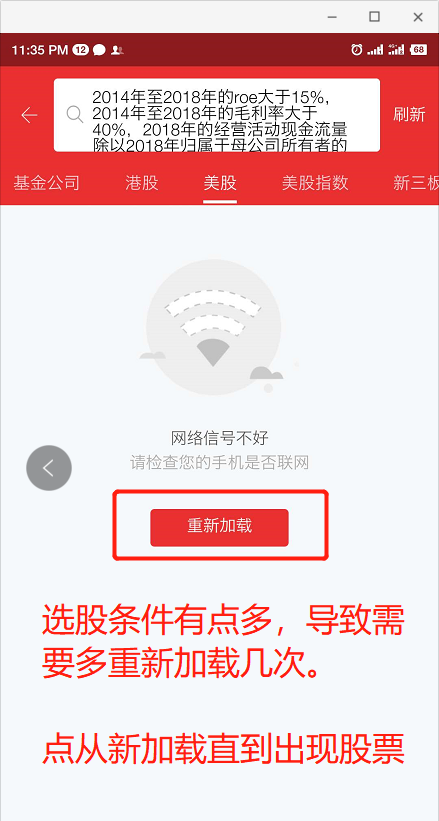 11:35 PM 12 68
2014年至2018年的roe大于15%,
2014年至2018年的毛利率大于
40%，2018年的经营活动现金流量
除以2018年归属于母公司所有者的
刷新
基金公司 港股 美股 美股指数 新三板
网络信号不好
请检查您的手机是否联网
重新加载
选股条件有点多，导致需
要多重新加载几次。
点从新加载直到出现股票